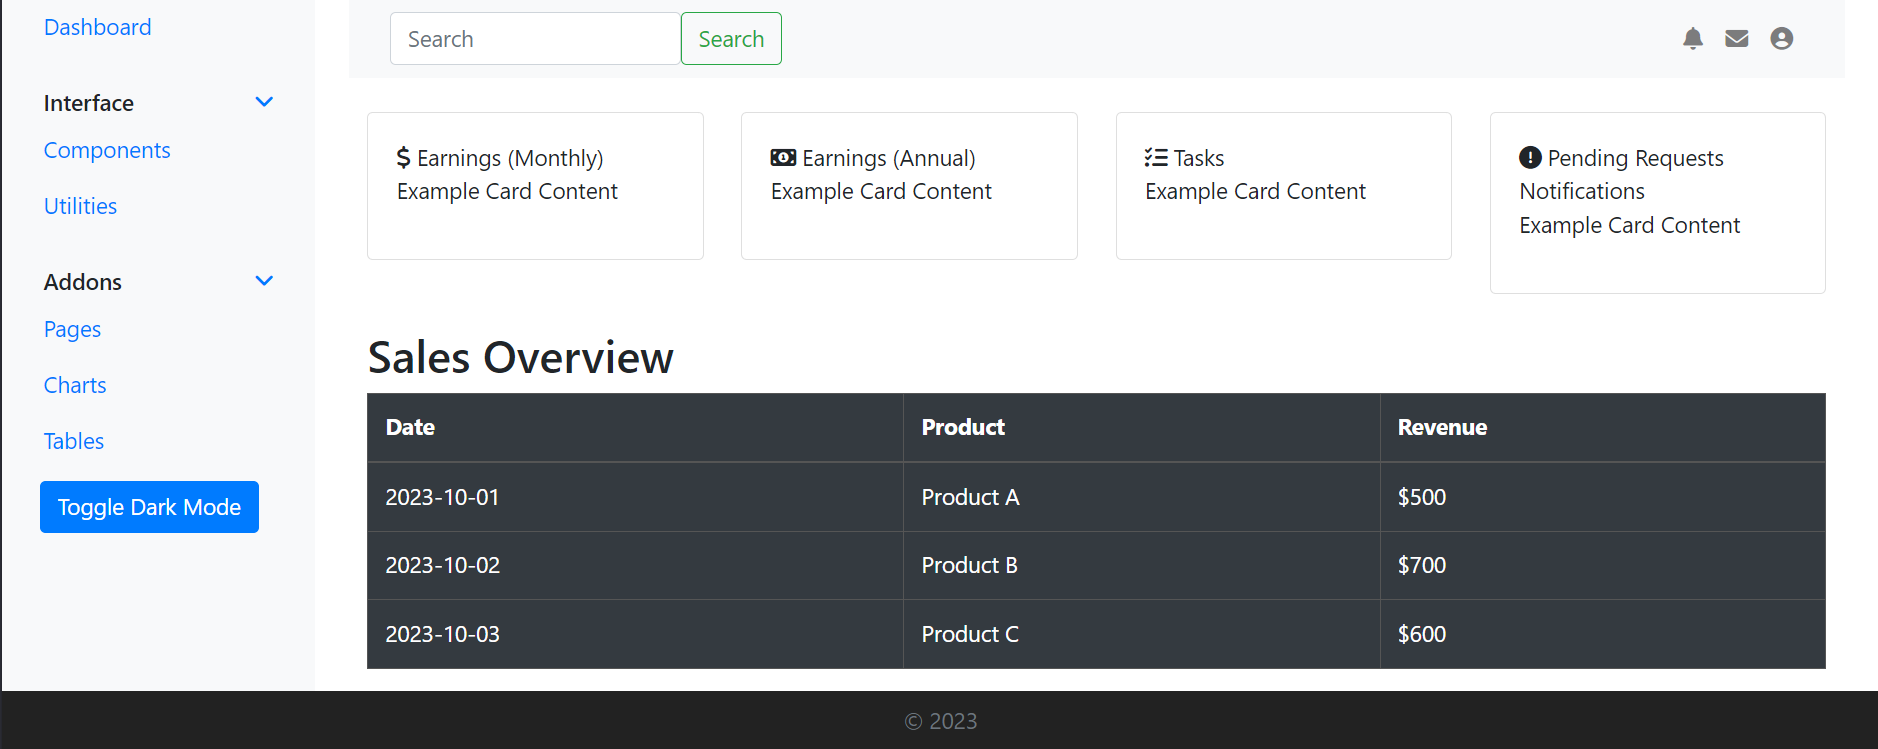 Dashboard
Interface
Components
Utilities
Addons
Pages
Charts
Tables
Toggle Dark Mode
Search Search
Earnings (Monthly)
Example Card Content
Earnings (Annual)
Example Card Content
Tasks
Example Card Content
Pending Requests
Notifications
Example Card Content
Sales Overview
Date Product Revenue
2023-10-01 Product A $500
2023-10-02 Product B $700
2023-10-03 Product C $600
© 2023